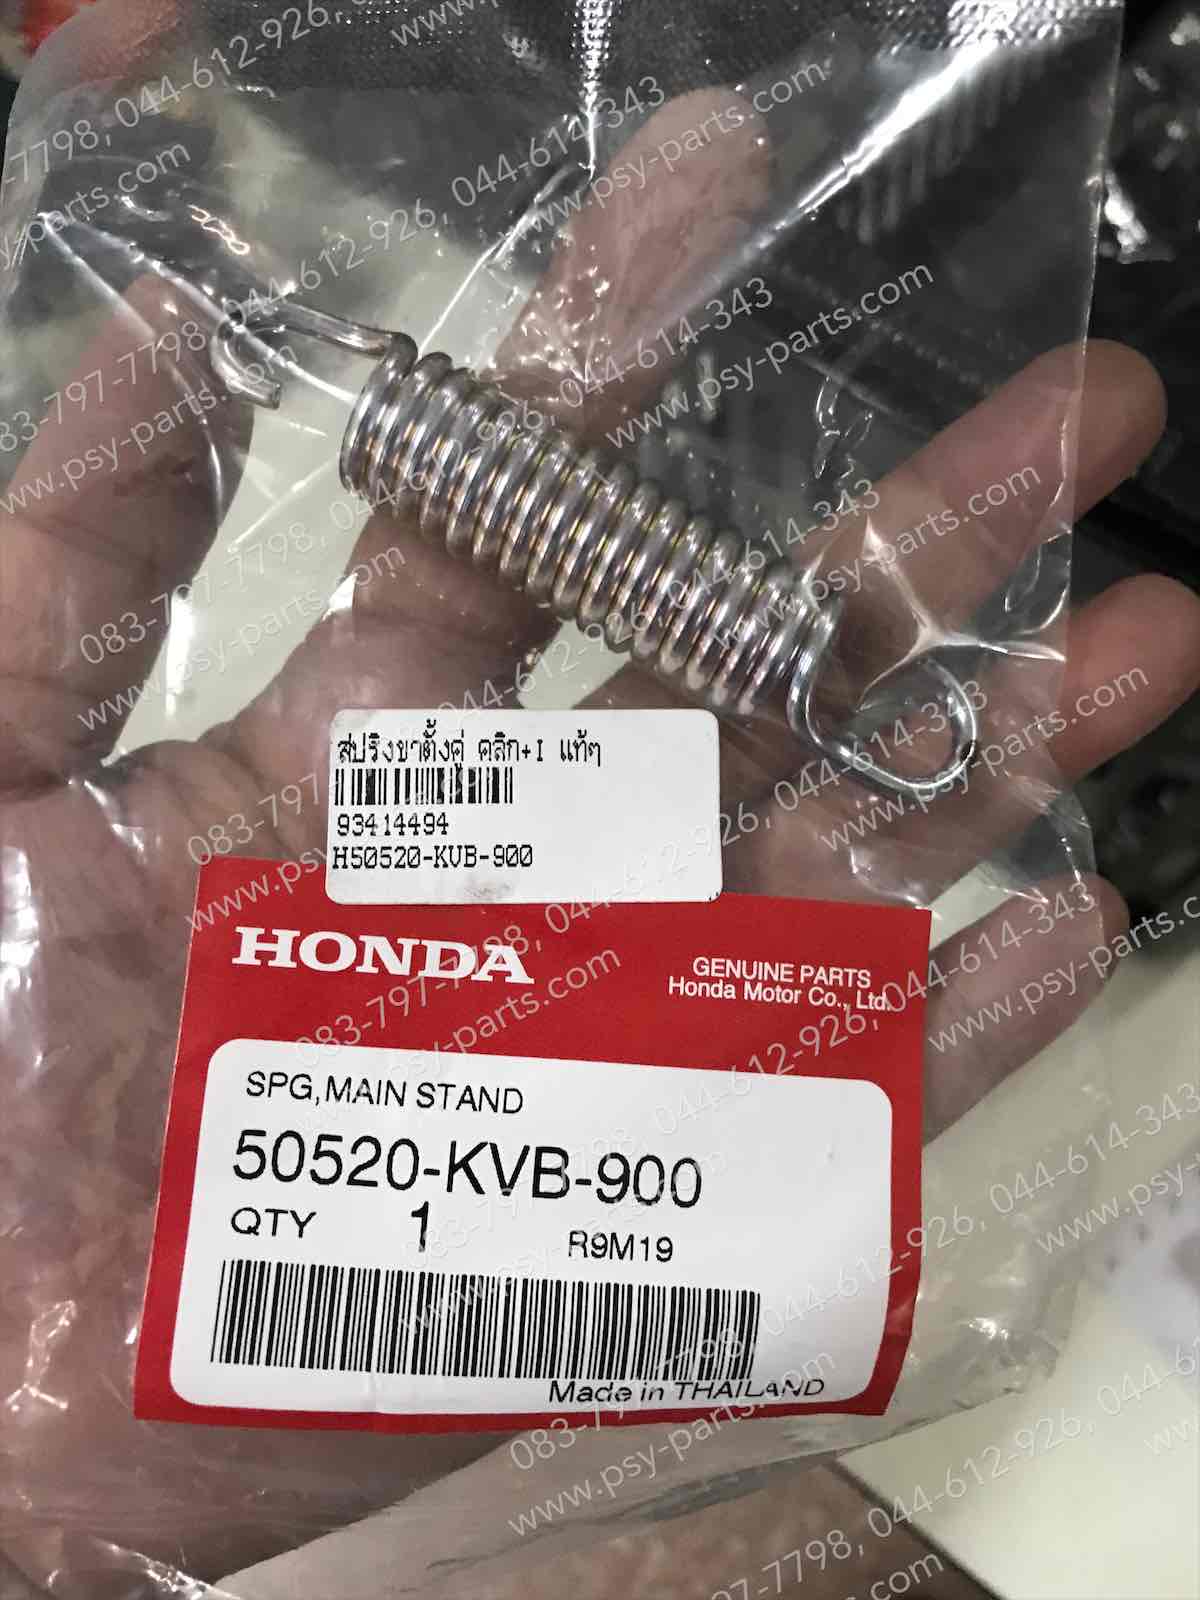 สปริงขาตั้งคู่ คลิก+I แท้ๆ
93414494
H50520-KVB-900
HONDA
GENUINE PARTS
Honda Motor Co., Ltd.
SPG,MAIN STAND
50520-KVB-900
QTY 1 R9M19
Made in THAILAND
083-797-7798, 044-612-926, 044-614-343
www.psy-parts.com